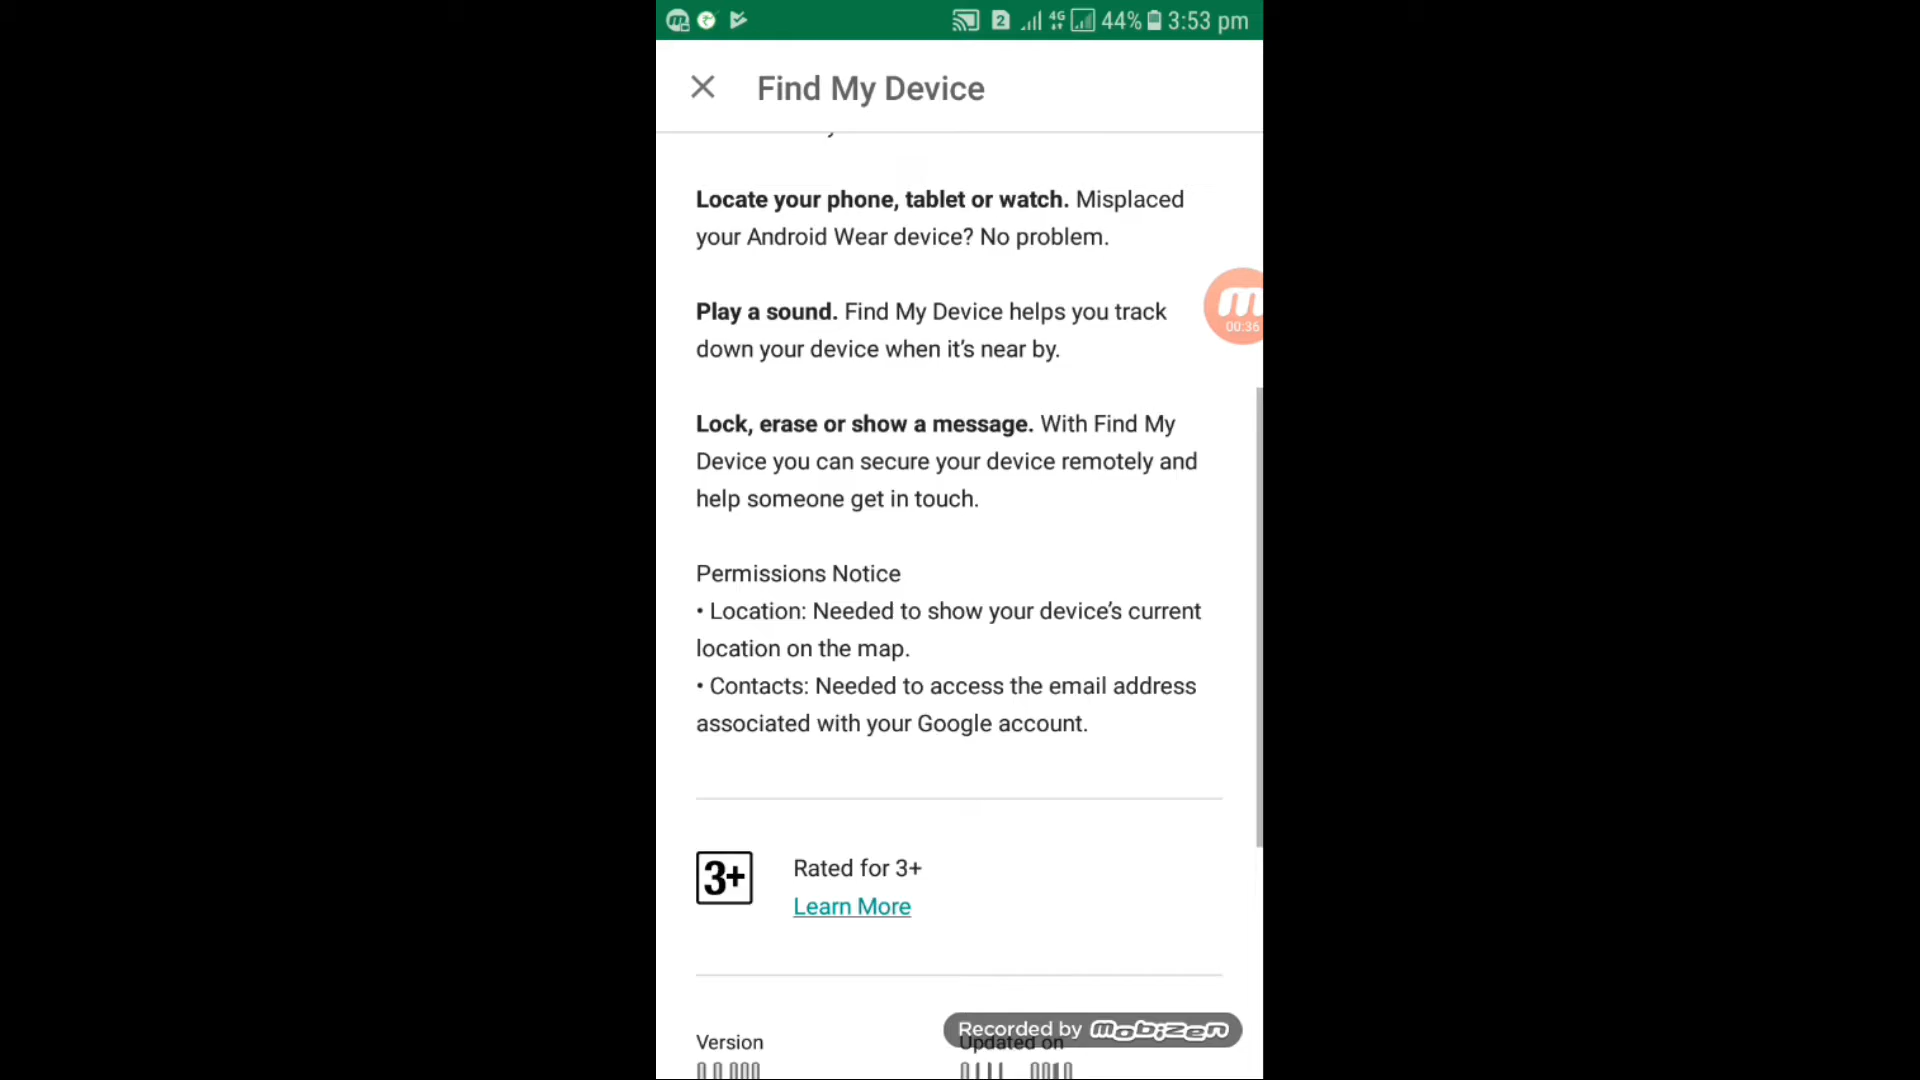 2 4G 44% 3:53 pm
Find My Device
Locate your phone, tablet or watch. Misplaced
your Android Wear device? No problem.
Play a sound. Find My Device helps you track
down your device when it's near by.
00:36
Lock, erase or show a message. With Find My
Device you can secure your device remotely and
help someone get in touch.
Permissions Notice
• Location: Needed to show your device's current
location on the map.
• Contacts: Needed to access the email address
associated with your Google account.
3+
Rated for 3+
Learn More
Recorded by Mobizen
Version
Updated on